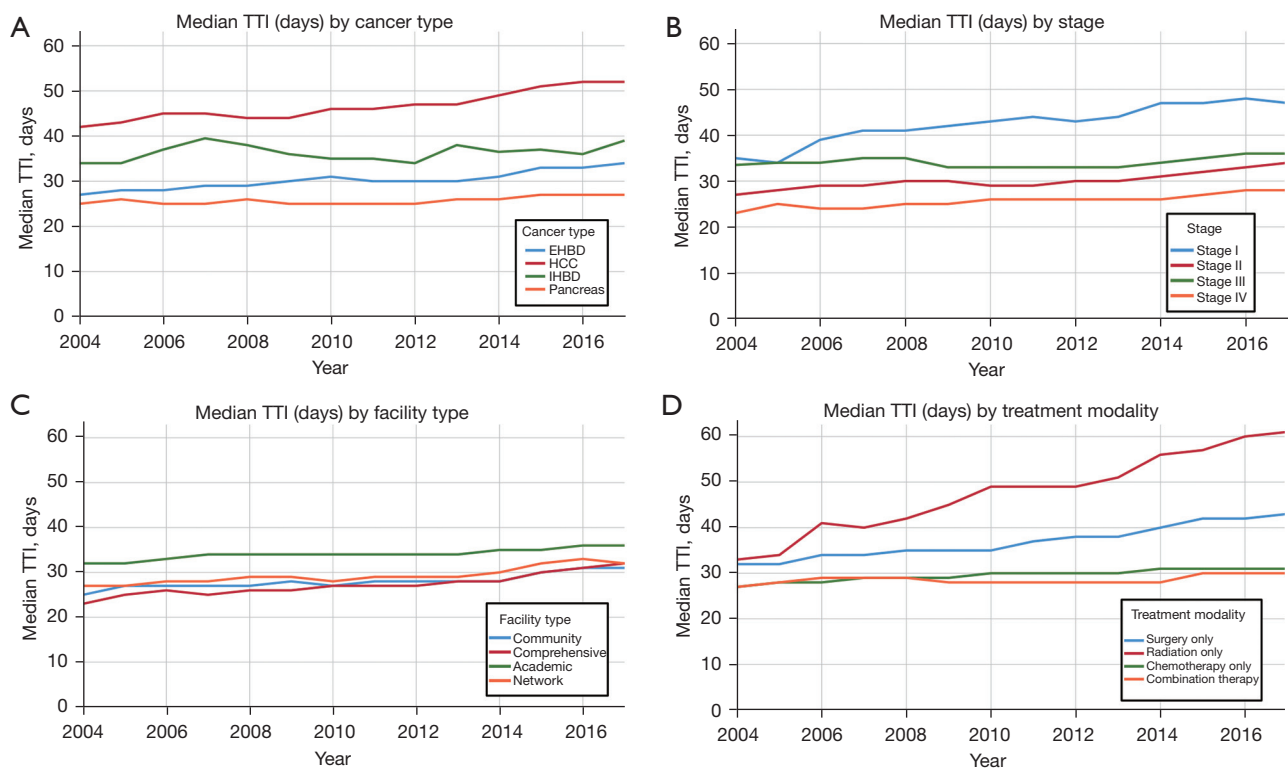 A
Median TTI (days) by cancer type
Median TTI, days
60
50
40
30
20
10
0
2004 2006 2008 2010 2012 2014 2016
Year
Cancer type
EHBD
HCC
IHBD
Pancreas
B
Median TTI (days) by stage
Median TTI, days
60
50
40
30
20
10
0
2004 2006 2008 2010 2012 2014 2016
Year
Stage
Stage I
Stage II
Stage III
Stage IV
C
Median TTI (days) by facility type
Median TTI, days
60
50
40
30
20
10
0
2004 2006 2008 2010 2012 2014 2016
Year
Facility type
Community
Comprehensive
Academic
Network
D
Median TTI (days) by treatment modality
Median TTI, days
60
50
40
30
20
10
0
2004 2006 2008 2010 2012 2014 2016
Year
Treatment modality
Surgery only
Radiation only
Chemotherapy only
Combination therapy